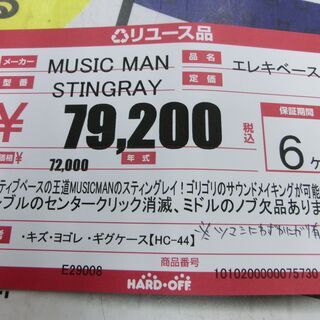 リユース品
メーカー MUSIC MAN 品名 エレキベース
型番 STINGRAY 定価
¥79,200 税込 保証期間
72,000 年式 6ヶ
ティブベースの王道MUSICMANのスティングレイ!ゴリゴリのサウンドメイキングが可能
ンブルのセンタークリック消滅、ミドルのノブ欠品ありま
・キズ・ヨゴレ・ギグケース【HC-44】
E29008 商品番号 1010200000075730
HARD・OFF